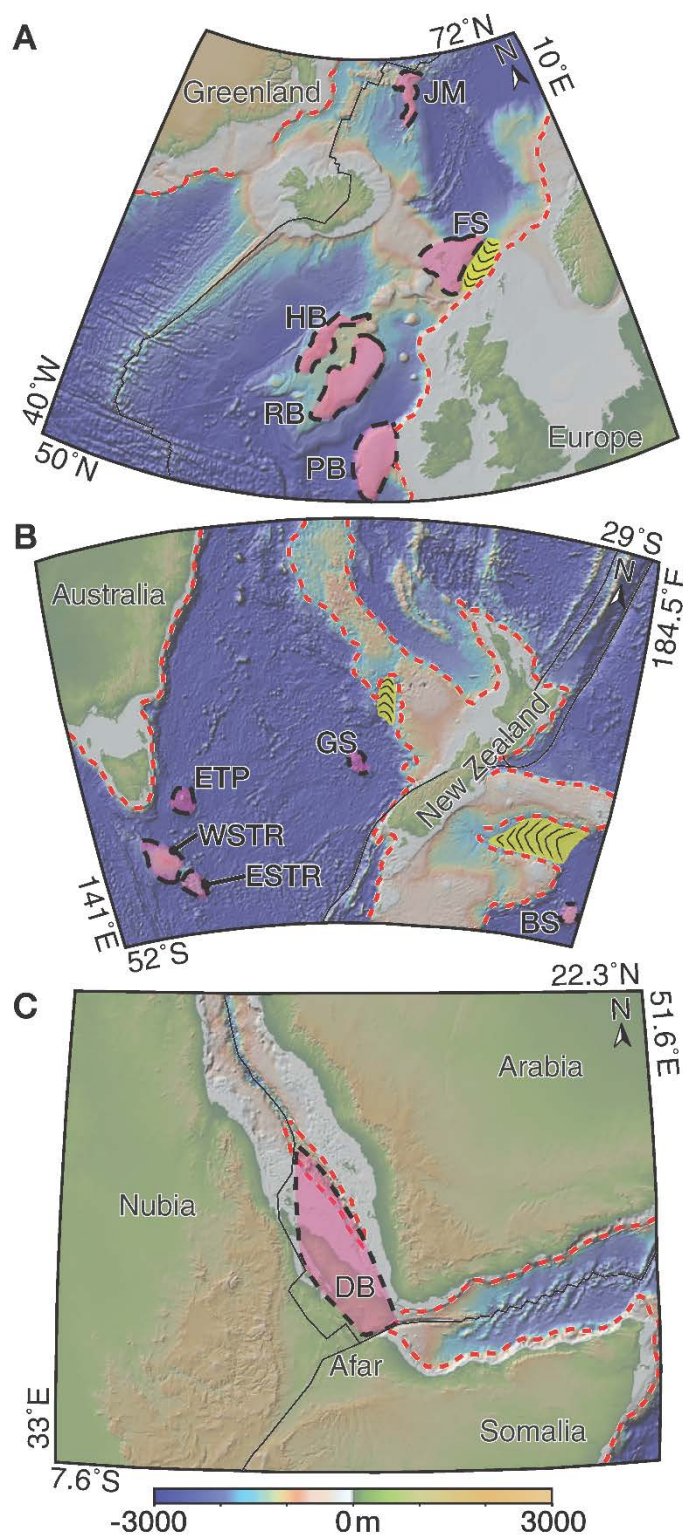 A
72°N
N
10°E
Greenland
JM
FS
HB
RB
40°W
50°N
PB
Europe
B
29°S
N
184.5°E
Australia
GS
New Zealand
ETP
WSTR
ESTR
141°E
52°S
BS
C
22.3°N
N
51.6°E
Arabia
Nubia
DB
Afar
33°E
Somalia
7.6°S
-3000 0 m 3000